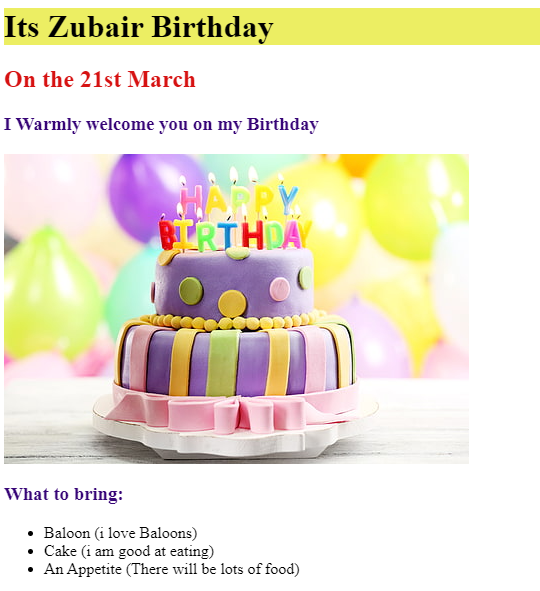 Its Zubair Birthday
On the 21st March
I Warmly welcome you on my Birthday
HAPPY
BIRTHDAY
What to bring:
Baloon (i love Baloons)
Cake (i am good at eating)
An Appetite (There will be lots of food)